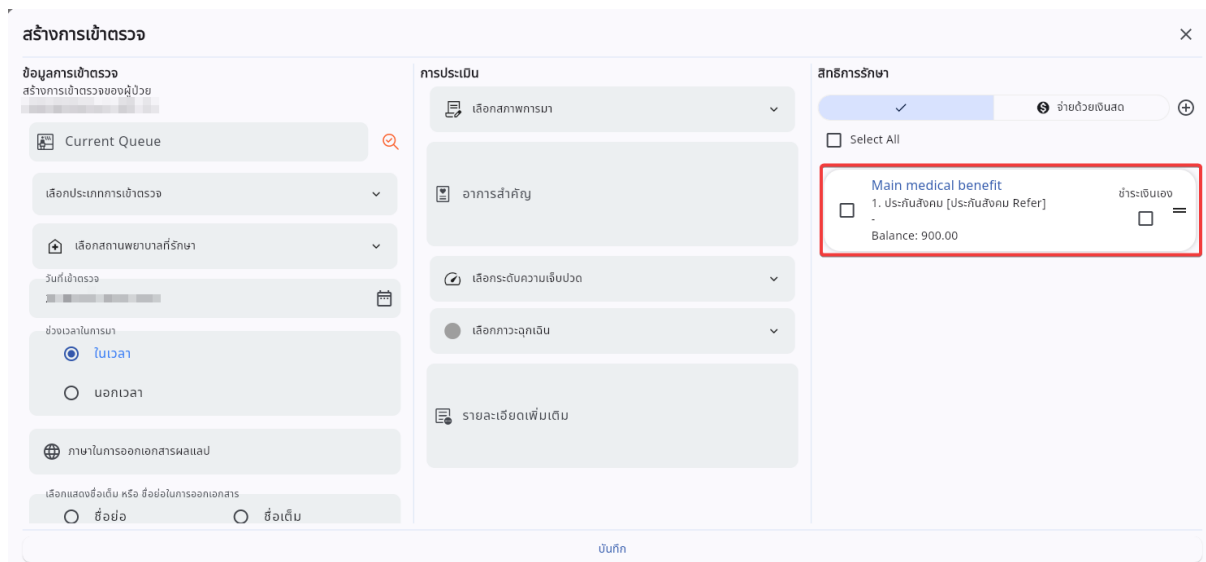 สร้างการเข้าตรวจ
ข้อมูลการเข้าตรวจ
สร้างการเข้าตรวจของผู้ป่วย
Current Queue
เลือกประเภทการเข้าตรวจ
เลือกสถานพยาบาลที่รักษา
วันที่เข้าตรวจ
ช่วงเวลาในการมา
ในเวลา
นอกเวลา
ภาษาในการออกเอกสารผลแลป
เลือกแสดงชื่อเต็ม หรือ ชื่อย่อในการออกเอกสาร
ชื่อย่อ
ชื่อเต็ม
การประเมิน
เลือกสภาพการมา
อาการสำคัญ
เลือกระดับความเจ็บปวด
เลือกภาวะฉุกเฉิน
รายละเอียดเพิ่มเติม
สิทธิการรักษา
จ่ายด้วยเงินสด
Select All
Main medical benefit
1. ประกันสังคม [ประกันสังคม Refer]
-
Balance: 900.00
ชำระเงินเอง
บันทึก